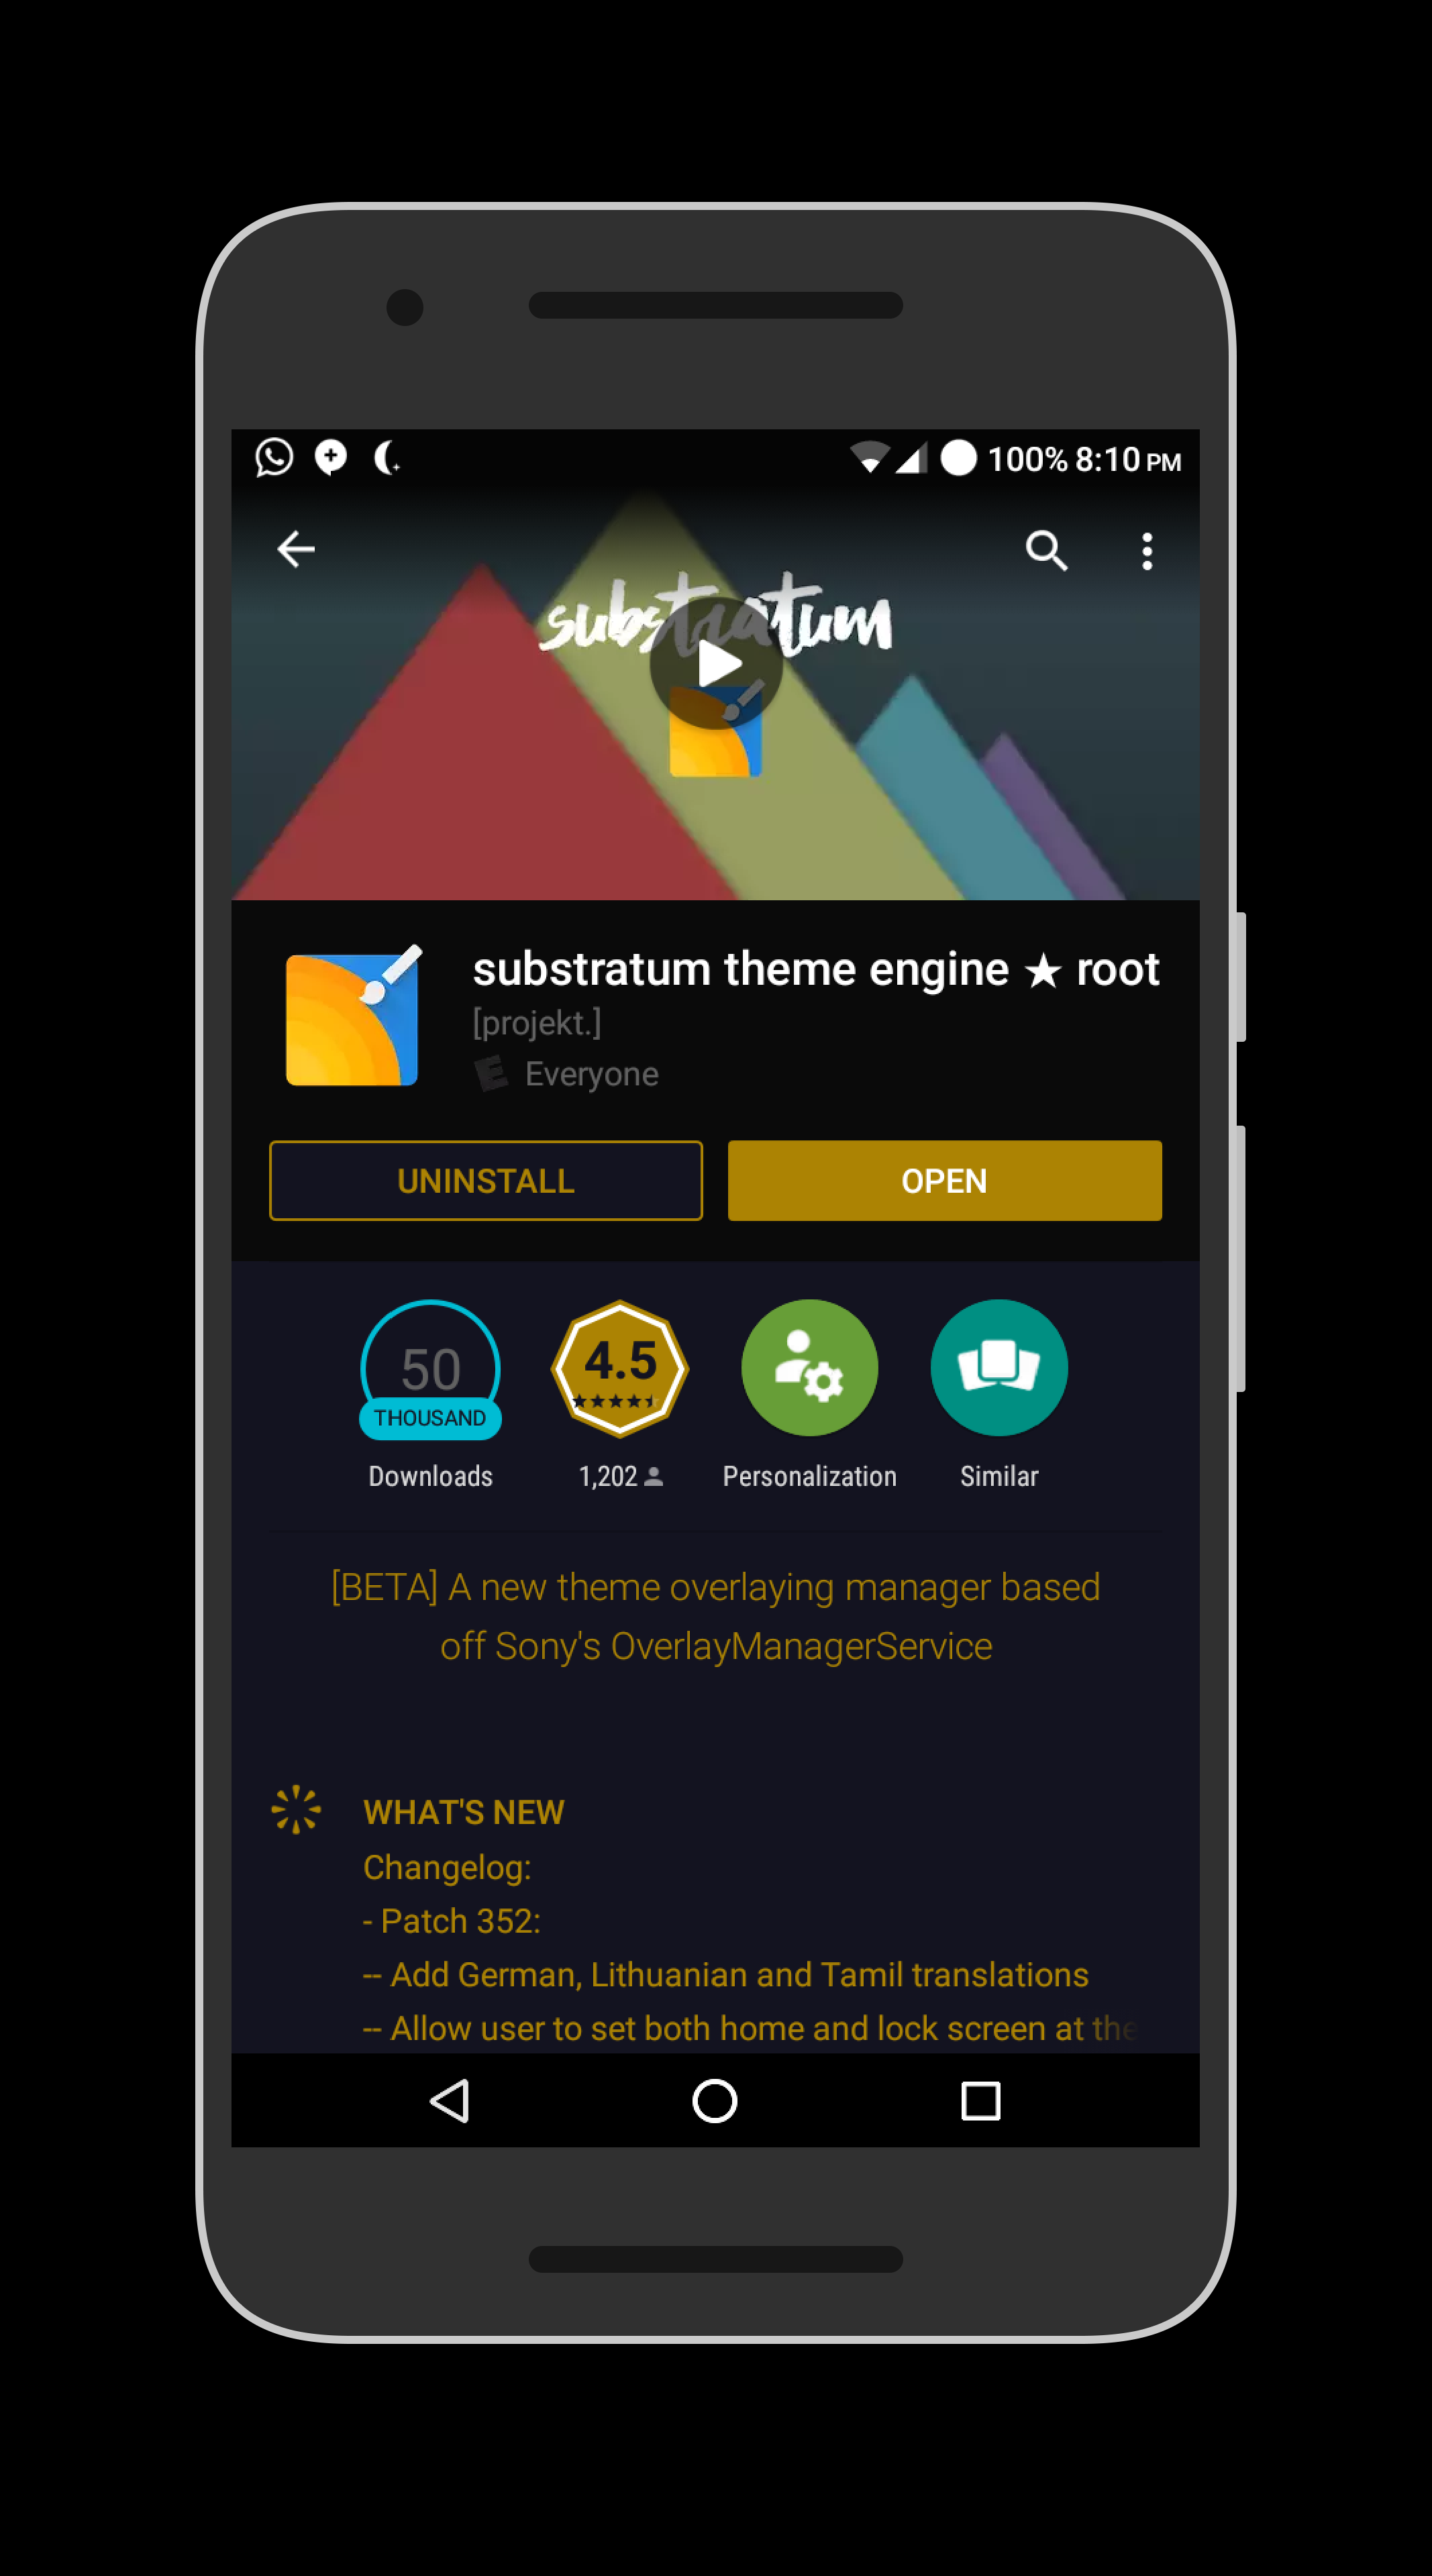 100% 8:10 PM
substratum
substratum theme engine ★ root
[projekt.]
E Everyone
UNINSTALL
OPEN
50
THOUSAND
4.5
★★★★⯪
Downloads
1,202
Personalization
Similar
[BETA] A new theme overlaying manager based
off Sony's OverlayManagerService
WHAT'S NEW
Changelog:
- Patch 352:
-- Add German, Lithuanian and Tamil translations
-- Allow user to set both home and lock screen at the